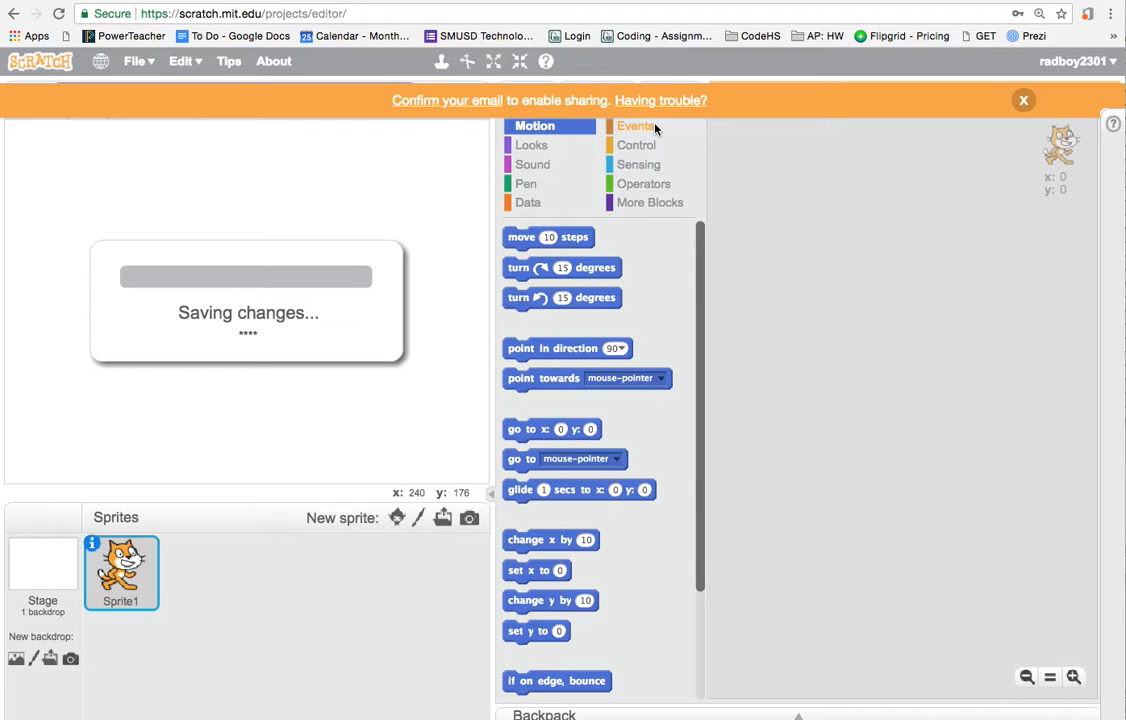 Secure https://scratch.mit.edu/projects/editor/
Apps PowerTeacher To Do - Google Docs 25 Calendar - Month... SMUSD Technolo... Login Coding - Assignm... CodeHS AP: HW Flipgrid - Pricing GET Prezi »
SCRATCH File Edit Tips About radboy2301
Confirm your email to enable sharing. Having trouble? X
Motion Events
Looks Control
Sound Sensing
Pen Operators
Data More Blocks
x: 0
y: 0
move 10 steps
turn 15 degrees
turn 15 degrees
point in direction 90
point towards mouse-pointer
go to x: 0 y: 0
go to mouse-pointer
glide 1 secs to x: 0 y: 0
change x by 10
set x to 0
change y by 10
set y to 0
if on edge, bounce
Saving changes...
****
x: 240 y: 176
Sprites New sprite:
Stage
1 backdrop
Sprite1
New backdrop:
Backpack